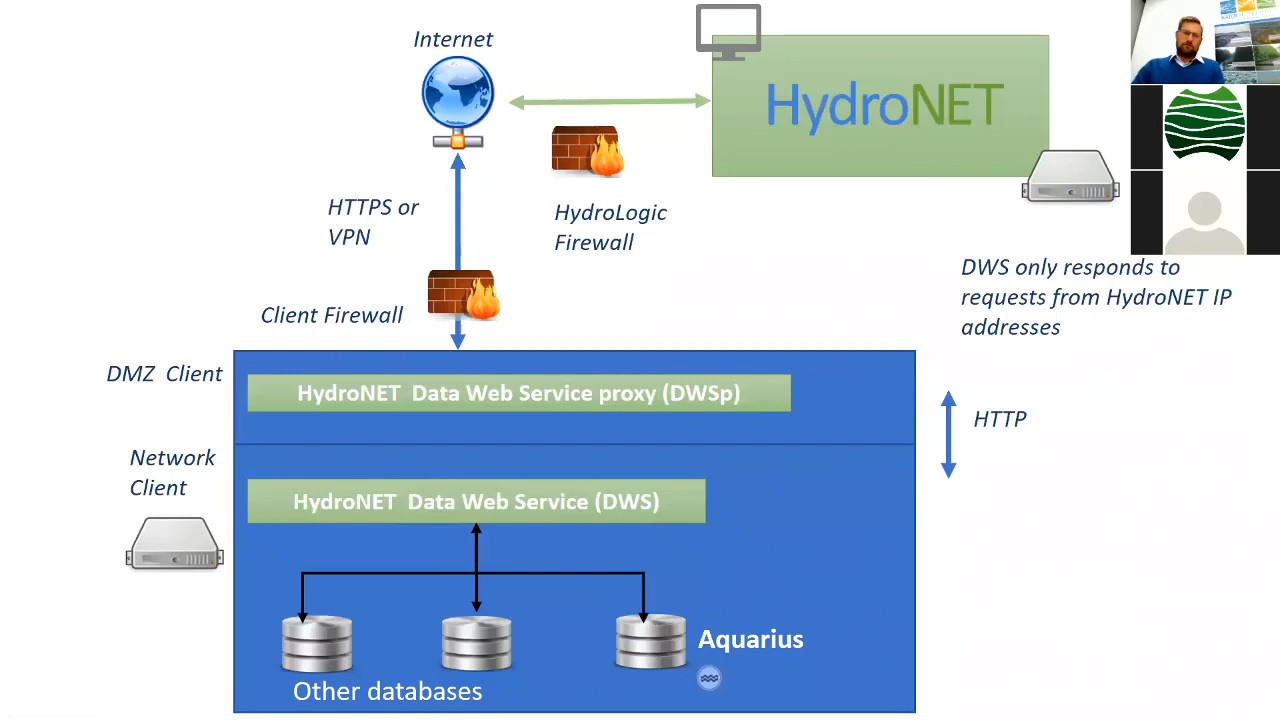 Internet
HydroNET
HTTPS or
VPN
HydroLogic
Firewall
Client Firewall
DWS only responds to
requests from HydroNET IP
addresses
DMZ  Client
HydroNET  Data Web Service proxy (DWSp)
HTTP
Network
Client
HydroNET  Data Web Service (DWS)
Aquarius
Other databases